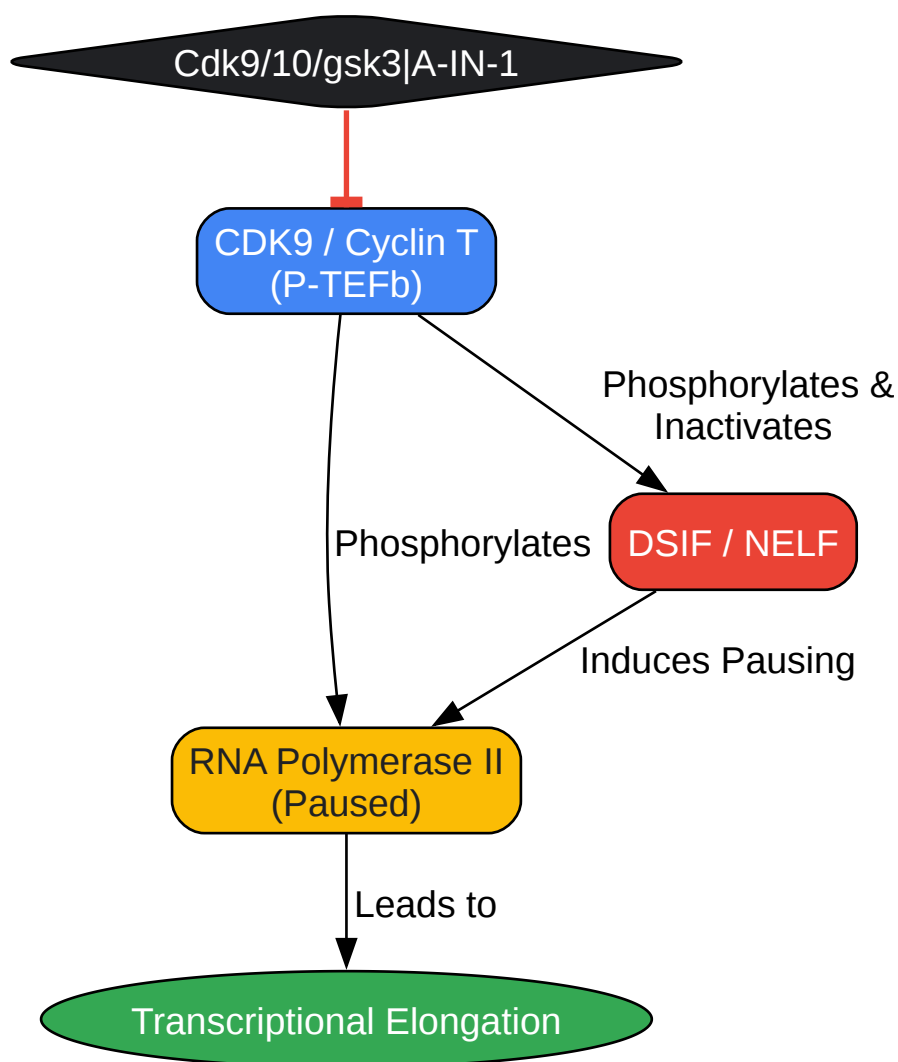 Cdk9/10/gsk3|A-IN-1
CDK9 / Cyclin T
(P-TEFb)
Phosphorylates &
Inactivates
Phosphorylates
DSIF / NELF
Induces Pausing
RNA Polymerase II
(Paused)
Leads to
Transcriptional Elongation